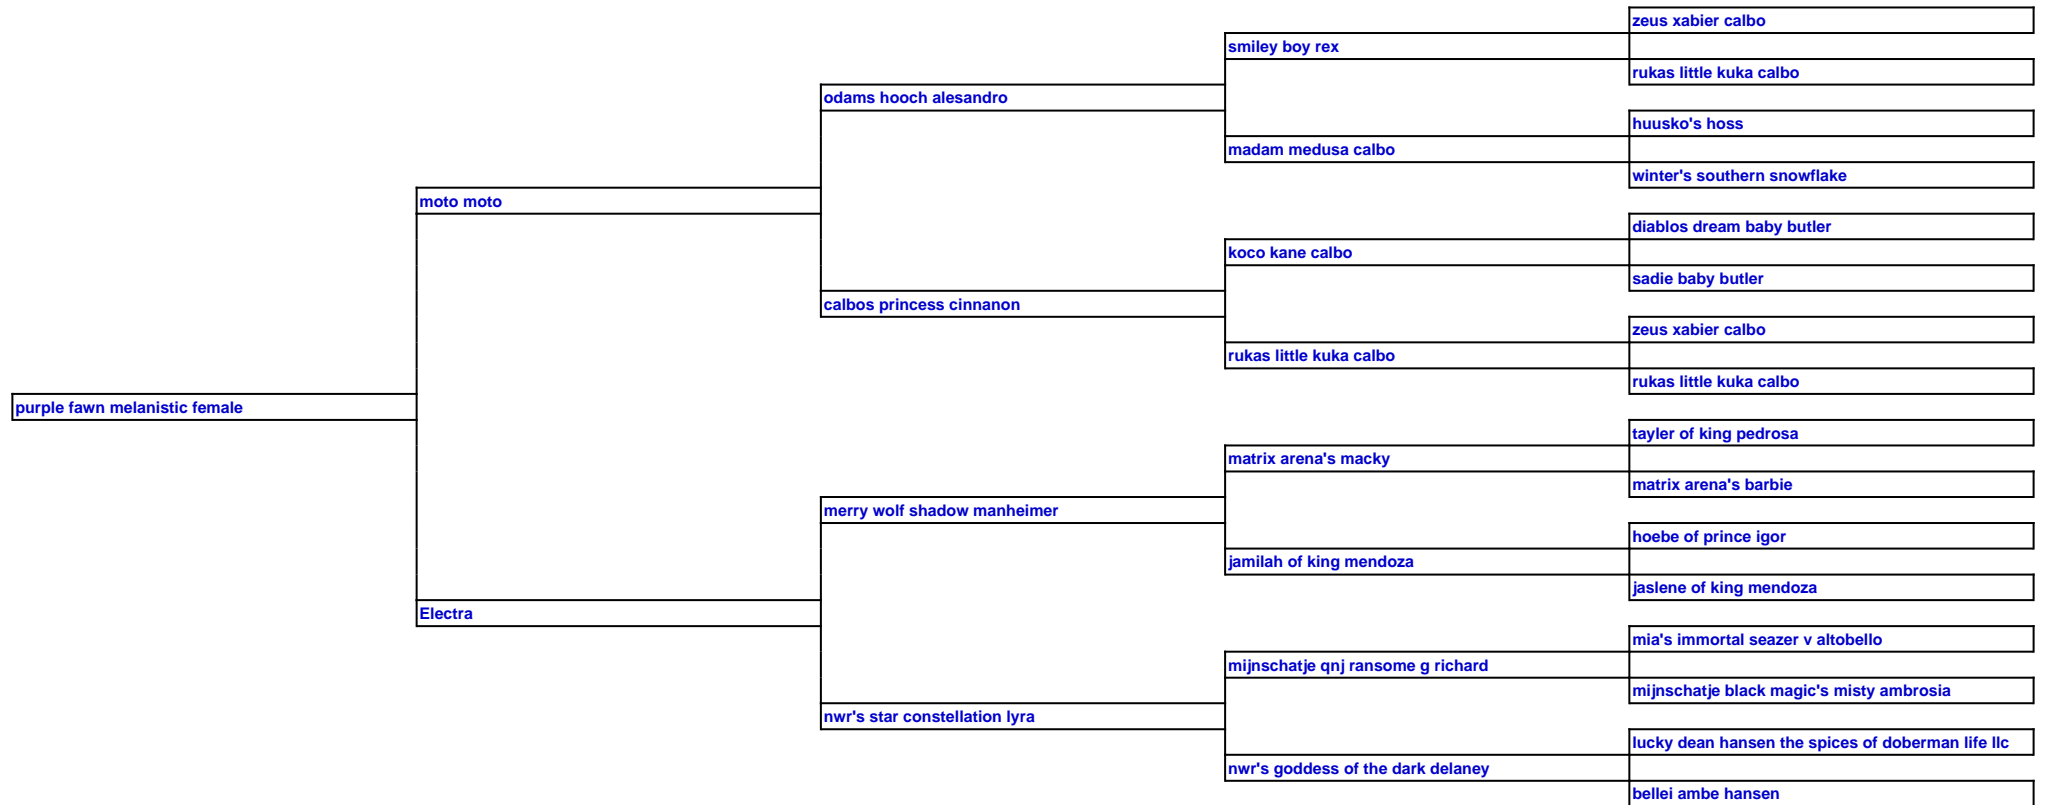 zeus xabier calbo
smiley boy rex
rukas little kuka calbo
odams hooch alesandro
huusko's hoss
madam medusa calbo
winter's southern snowflake
moto moto
diablos dream baby butler
koco kane calbo
sadie baby butler
calbos princess cinnanon
zeus xabier calbo
rukas little kuka calbo
rukas little kuka calbo
purple fawn melanistic female
tayler of king pedrosa
matrix arena's macky
matrix arena's barbie
merry wolf shadow manheimer
hoebe of prince igor
jamilah of king mendoza
jaslene of king mendoza
Electra
mia's immortal seazer v altobello
mijnschatje qnj ransome g richard
mijnschatje black magic's misty ambrosia
nwr's star constellation lyra
lucky dean hansen the spices of doberman life llc
nwr's goddess of the dark delaney
bellei ambe hansen